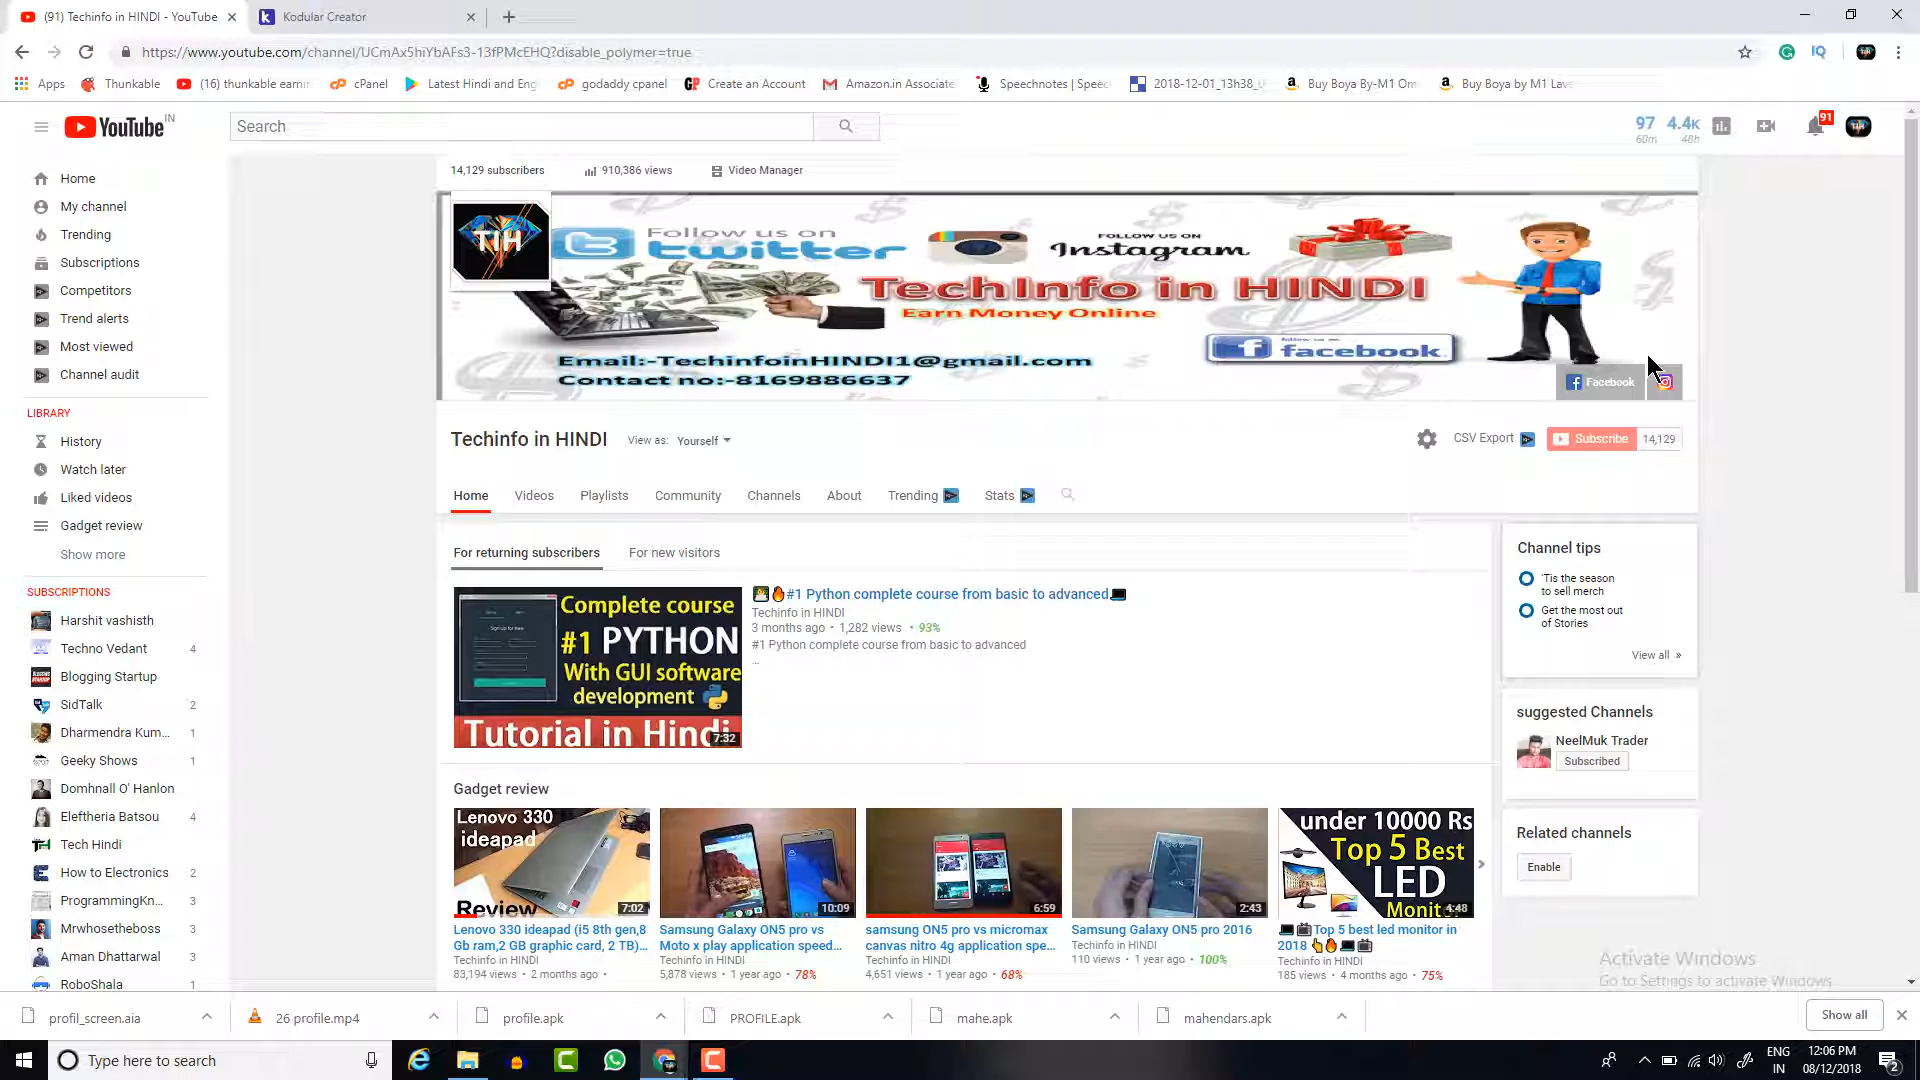 (91) Techinfo in HINDI - YouTube
Kodular Creator
https://www.youtube.com/channel/UCmAx5hiYbAFs3-13fPMcEHQ?disable_polymer=true
Apps
Thunkable
(16) thunkable earnin
cPanel
Latest Hindi and Eng
godaddy cpanel
Create an Account
Amazon.in Associate
Speechnotes | Speec
2018-12-01_13h38_0
Buy Boya By-M1 Om
Buy Boya by M1 Lave
YouTube IN
Search
97
60m
4.4K
48h
91
TIH
14,129 subscribers
910,386 views
Video Manager
TIH
Follow us on
twitter
FOLLOW US ON
Instagram
TechInfo in HINDI
Earn Money Online
follow us on
facebook
Email:-TechinfoinHINDI1@gmail.com
Contact no:-8169886637
Facebook
Techinfo in HINDI
View as: Yourself
CSV Export
Subscribe 14,129
Home
Videos
Playlists
Community
Channels
About
Trending
Stats
Home
My channel
Trending
Subscriptions
Competitors
Trend alerts
Most viewed
Channel audit
LIBRARY
History
Watch later
Liked videos
Gadget review
Show more
SUBSCRIPTIONS
Harshit vashisth
Techno Vedant 4
Blogging Startup
SidTalk 2
Dharmendra Kum... 1
Geeky Shows 1
Domhnall O' Hanlon
Eleftheria Batsou 4
Tech Hindi
How to Electronics 2
ProgrammingKn... 3
Mrwhosetheboss 3
Aman Dhattarwal 3
RoboShala 1
For returning subscribers
For new visitors
Complete course
#1 PYTHON
With GUI software
development
Tutorial in Hindi
7:32
#1 Python complete course from basic to advanced
Techinfo in HINDI
3 months ago • 1,282 views • 93%
#1 Python complete course from basic to advanced
...
Gadget review
Lenovo 330
ideapad
Review
7:02
Lenovo 330 ideapad (i5 8th gen,8
Gb ram,2 GB graphic card, 2 TB)...
Techinfo in HINDI
83,194 views • 2 months ago •
10:09
Samsung Galaxy ON5 pro vs
Moto x play application speed...
Techinfo in HINDI
5,878 views • 1 year ago • 78%
6:59
samsung ON5 pro vs micromax
canvas nitro 4g application spe...
Techinfo in HINDI
4,651 views • 1 year ago • 68%
2:43
Samsung Galaxy ON5 pro 2016
Techinfo in HINDI
110 views • 1 year ago • 100%
under 10000 Rs
Top 5 Best
LED
Monitor
4:48
Top 5 best led monitor in
2018
Techinfo in HINDI
185 views • 4 months ago • 75%
Channel tips
'Tis the season
to sell merch
Get the most out
of Stories
View all »
suggested Channels
NeelMuk Trader
Subscribed
Related channels
Enable
Activate Windows
Go to Settings to activate Windows.
profil_screen.aia
26 profile.mp4
profile.apk
PROFILE.apk
mahe.apk
mahendars.apk
Show all
Type here to search
ENG
IN
12:06 PM
08/12/2018
2